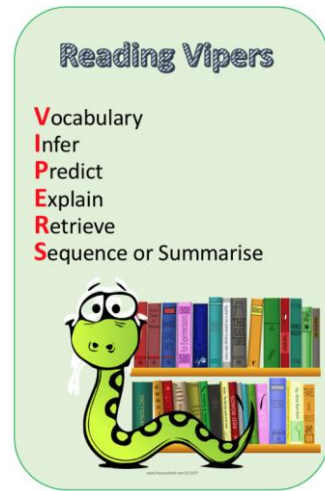 Reading Vipers
Vocabulary
Infer
Predict
Explain
Retrieve
Sequence or Summarise